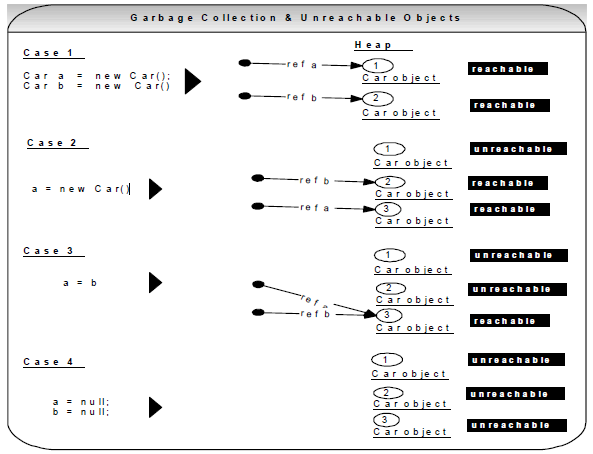 Garbage Collection & Unreachable Objects
Heap
Case 1
Car a = new Car();
Car b = new Car()
ref a
1
Car object
reachable
ref b
2
Car object
reachable
Case 2
a = new Car()
1
Car object
unreachable
ref b
2
Car object
reachable
ref a
3
Car object
reachable
Case 3
a = b
1
Car object
unreachable
2
Car object
unreachable
ref a
ref b
3
Car object
reachable
Case 4
a = null;
b = null;
1
Car object
unreachable
2
Car object
unreachable
3
Car object
unreachable